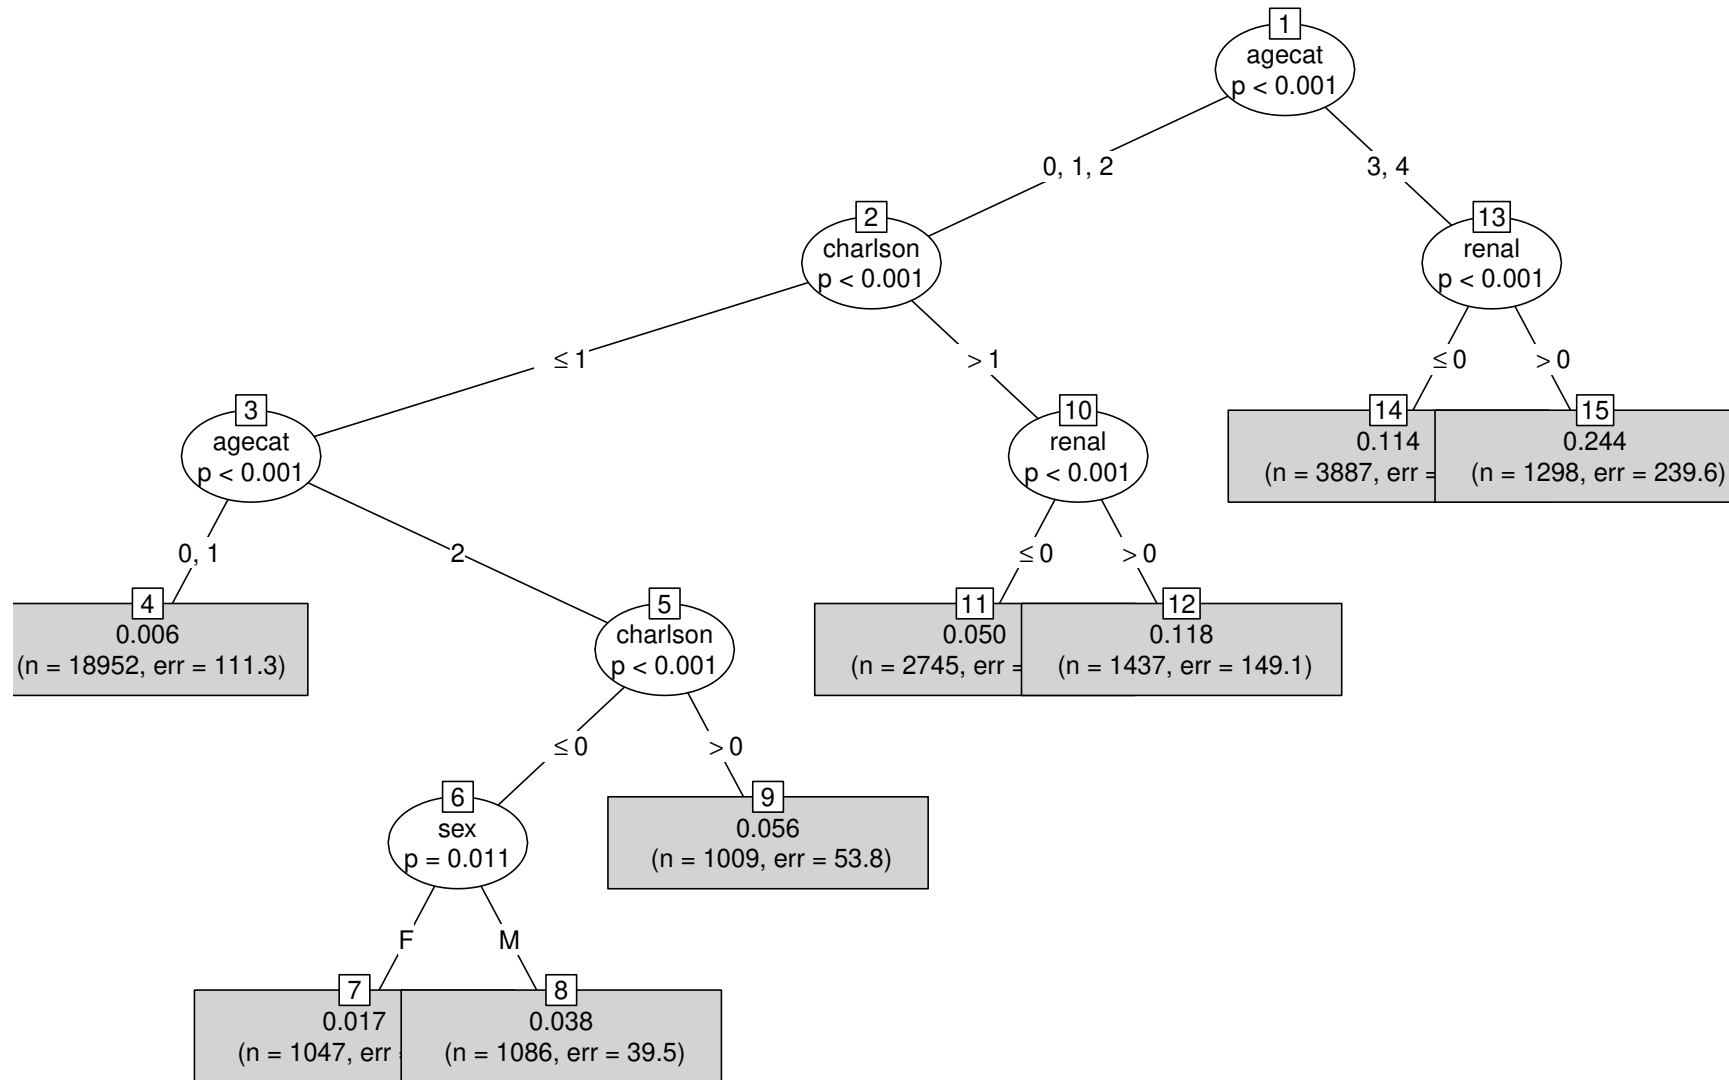 1
agecat
p < 0.001
0, 1, 2
3, 4
2
charlson
p < 0.001
13
renal
p < 0.001
≤ 1
> 1
≤ 0
> 0
3
agecat
p < 0.001
10
renal
p < 0.001
14
0.114
(n = 3887, err =
15
0.244
(n = 1298, err = 239.6)
0, 1
2
≤ 0
> 0
4
0.006
(n = 18952, err = 111.3)
5
charlson
p < 0.001
11
0.050
(n = 2745, err =
12
0.118
(n = 1437, err = 149.1)
≤ 0
> 0
6
sex
p = 0.011
9
0.056
(n = 1009, err = 53.8)
F
M
7
0.017
(n = 1047, err
8
0.038
(n = 1086, err = 39.5)